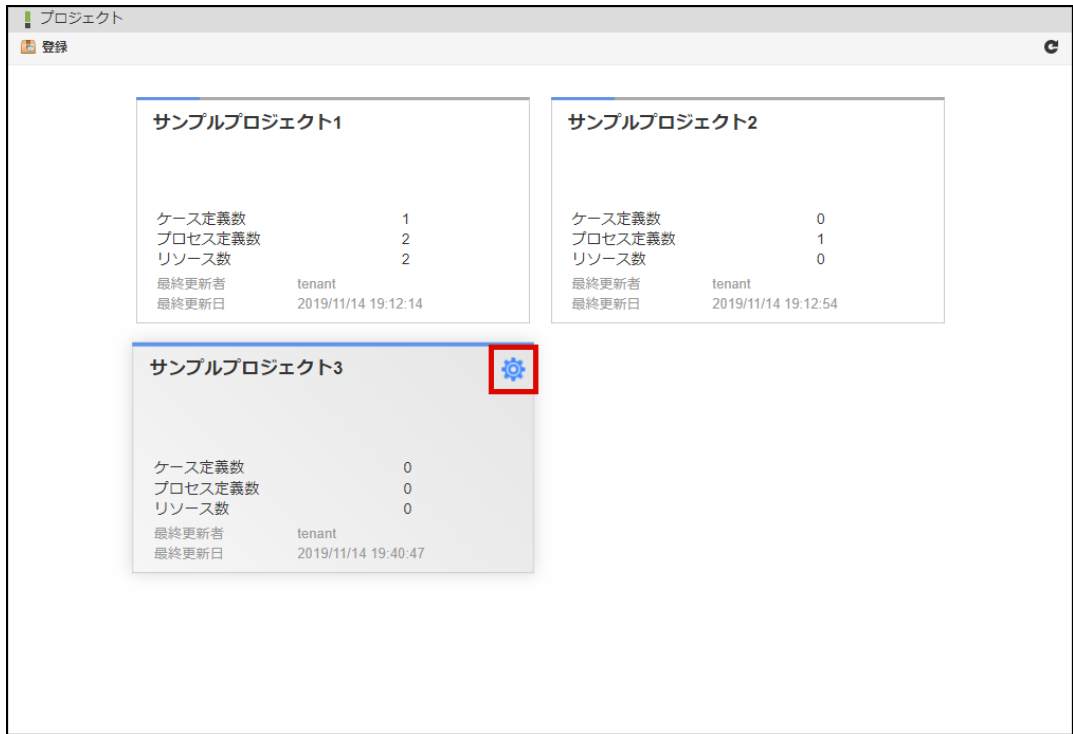 プロジェクト
登録
サンプルプロジェクト1
ケース定義数 1
プロセス定義数 2
リソース数 2
最終更新者 tenant
最終更新日 2019/11/14 19:12:14
サンプルプロジェクト2
ケース定義数 0
プロセス定義数 1
リソース数 0
最終更新者 tenant
最終更新日 2019/11/14 19:12:54
サンプルプロジェクト3
ケース定義数 0
プロセス定義数 0
リソース数 0
最終更新者 tenant
最終更新日 2019/11/14 19:40:47